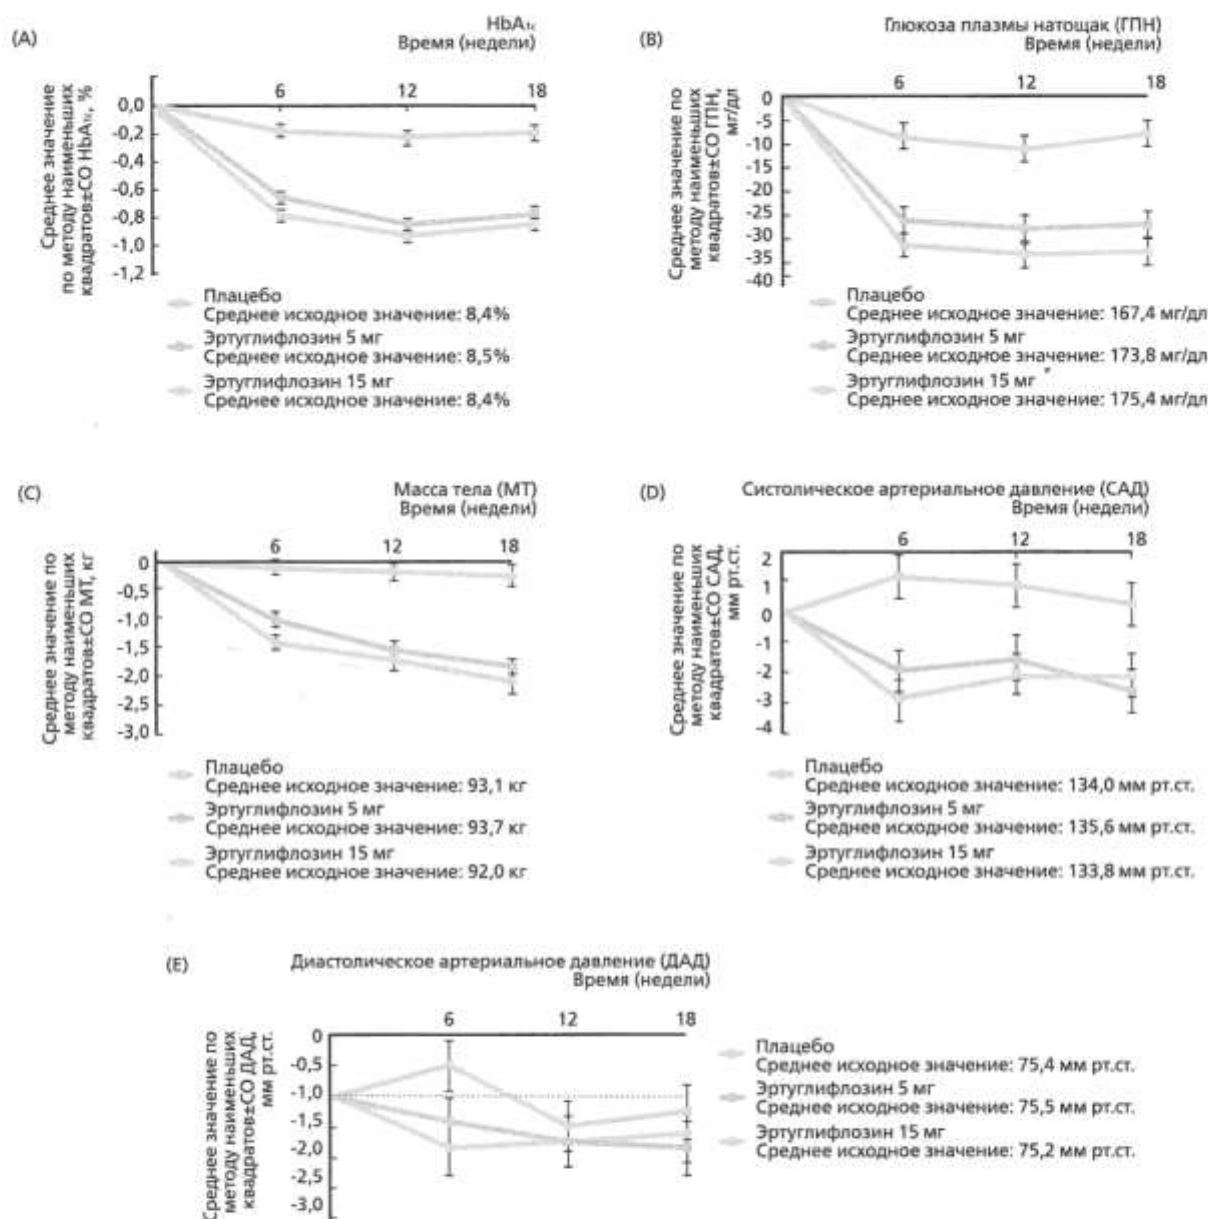 (A)
HbA1c
Время (недели)
Среднее значение
по методу наименьших
квадратов±СО HbA1c, %
6
12
18
0,0
-0,2
-0,4
-0,6
-0,8
-1,0
-1,2
Плацебо
Среднее исходное значение: 8,4%
Эртуглифлозин 5 мг
Среднее исходное значение: 8,5%
Эртуглифлозин 15 мг
Среднее исходное значение: 8,4%
(B)
Глюкоза плазмы натощак (ГПН)
Время (недели)
Среднее значение по
методу наименьших
квадратов±СО ГПН,
мг/дл
6
12
18
0
-5
-10
-15
-20
-25
-30
-35
-40
Плацебо
Среднее исходное значение: 167,4 мг/дл
Эртуглифлозин 5 мг
Среднее исходное значение: 173,8 мг/дл
Эртуглифлозин 15 мг
Среднее исходное значение: 175,4 мг/дл
(C)
Масса тела (МТ)
Время (недели)
Среднее значение по
методу наименьших
квадратов±СО МТ, кг
6
12
18
0
-0,5
-1,0
-1,5
-2,0
-2,5
-3,0
Плацебо
Среднее исходное значение: 93,1 кг
Эртуглифлозин 5 мг
Среднее исходное значение: 93,7 кг
Эртуглифлозин 15 мг
Среднее исходное значение: 92,0 кг
(D)
Систолическое артериальное давление (САД)
Время (недели)
Среднее значение по
методу наименьших
квадратов±СО САД,
мм рт.ст.
6
12
18
2
1
0
-1
-2
-3
-4
Плацебо
Среднее исходное значение: 134,0 мм рт.ст.
Эртуглифлозин 5 мг
Среднее исходное значение: 135,6 мм рт.ст.
Эртуглифлозин 15 мг
Среднее исходное значение: 133,8 мм рт.ст.
(E)
Диастолическое артериальное давление (ДАД)
Время (недели)
Среднее значение по
методу наименьших
квадратов±СО ДАД,
мм рт.ст.
6
12
18
0
-0,5
-1,0
-1,5
-2,0
-2,5
-3,0
Плацебо
Среднее исходное значение: 75,4 мм рт.ст.
Эртуглифлозин 5 мг
Среднее исходное значение: 75,5 мм рт.ст.
Эртуглифлозин 15 мг
Среднее исходное значение: 75,2 мм рт.ст.